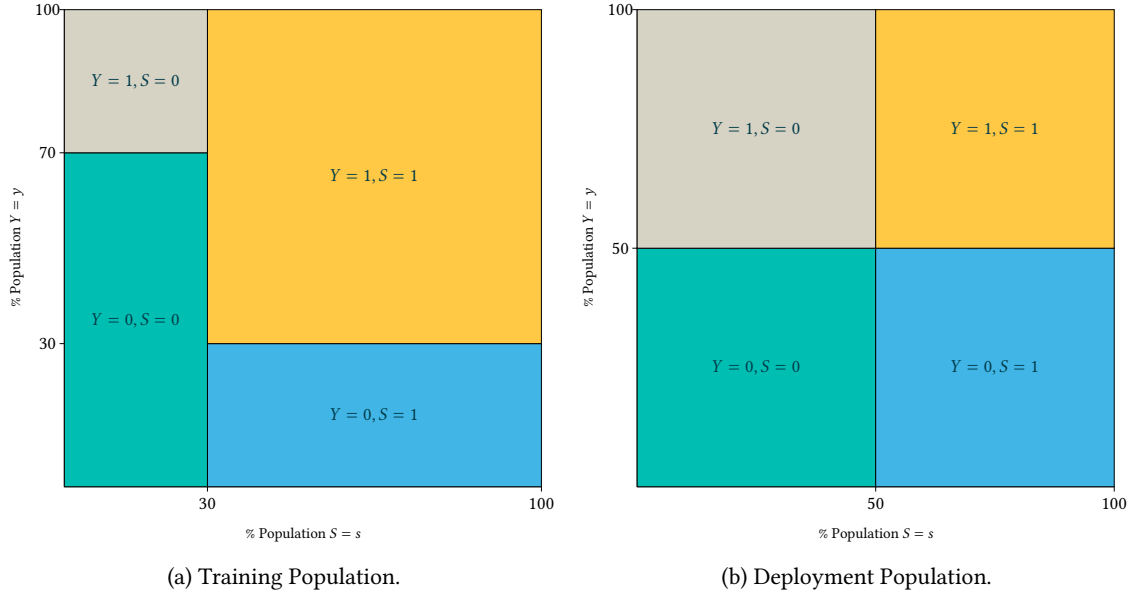 100
Y = 1, S = 0
70
Y = 1, S = 1
% Population Y = y
Y = 0, S = 0
30
Y = 0, S = 1
30
100
% Population S = s
(a) Training Population.
100
Y = 1, S = 0
Y = 1, S = 1
% Population Y = y
50
Y = 0, S = 0
Y = 0, S = 1
50
100
% Population S = s
(b) Deployment Population.